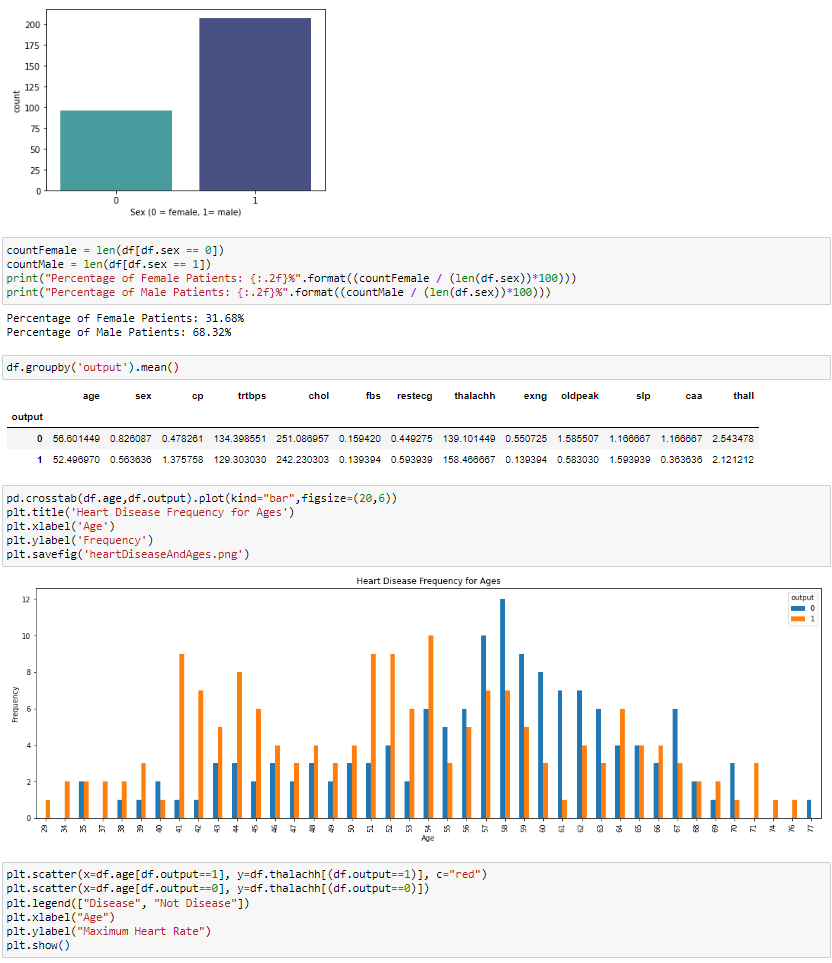 200
175
150
125
100
75
50
25
0
count
0 1
Sex (0 = female, 1= male)
countFemale = len(df[df.sex == 0])
countMale = len(df[df.sex == 1])
print("Percentage of Female Patients: {:.2f}%".format((countFemale / (len(df.sex))*100)))
print("Percentage of Male Patients: {:.2f}%".format((countMale / (len(df.sex))*100)))
Percentage of Female Patients: 31.68%
Percentage of Male Patients: 68.32%
df.groupby('output').mean()
age sex cp trtbps chol fbs restecg thalachh exng oldpeak slp caa thall
output
0 56.601449 0.826087 0.478261 134.398551 251.086957 0.159420 0.449275 139.101449 0.550725 1.585507 1.166667 1.166667 2.543478
1 52.496970 0.563636 1.375758 129.303030 242.230303 0.139394 0.593939 158.466667 0.139394 0.583030 1.593939 0.363636 2.121212
pd.crosstab(df.age,df.output).plot(kind="bar",figsize=(20,6))
plt.title('Heart Disease Frequency for Ages')
plt.xlabel('Age')
plt.ylabel('Frequency')
plt.savefig('heartDiseaseAndAges.png')
Heart Disease Frequency for Ages
output
0
1
12
10
8
6
4
2
0
Frequency
29 34 35 37 38 39 40 41 42 43 44 45 46 47 48 49 50 51 52 53 54 55 56 57 58 59 60 61 62 63 64 65 66 67 68 69 70 71 74 76 77
Age
plt.scatter(x=df.age[df.output==1], y=df.thalachh[(df.output==1)], c="red")
plt.scatter(x=df.age[df.output==0], y=df.thalachh[(df.output==0)])
plt.legend(["Disease", "Not Disease"])
plt.xlabel("Age")
plt.ylabel("Maximum Heart Rate")
plt.show()